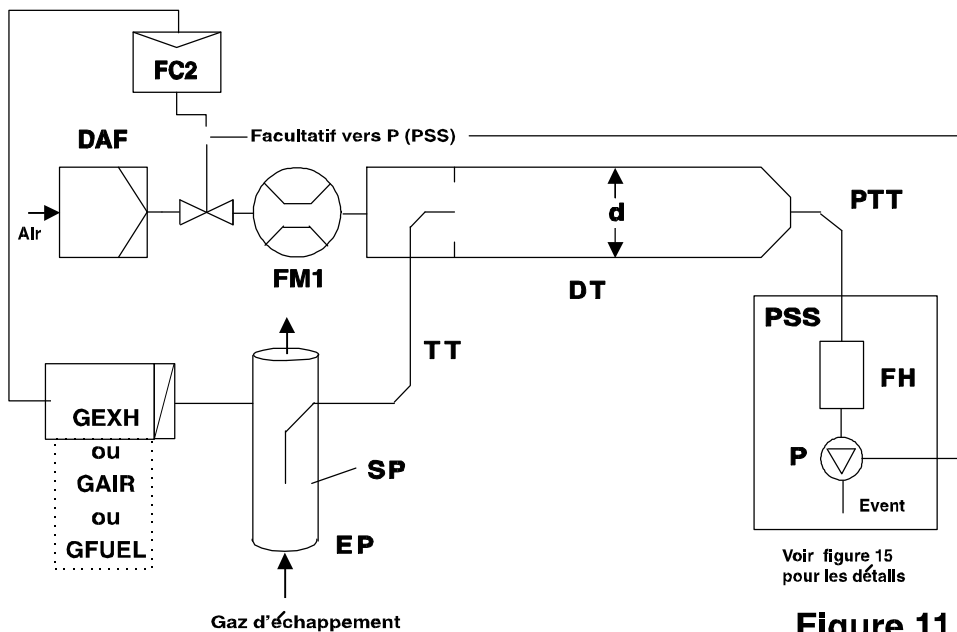 FC2
Facultatif vers P (PSS)
DAF
Air
FM1
d
DT
PTT
PSS
FH
P
Event
TT
GEXH
ou
GAIR
ou
GFUEL
SP
EP
Voir figure 15
pour les détails
Gaz d'échappement
Figure 11